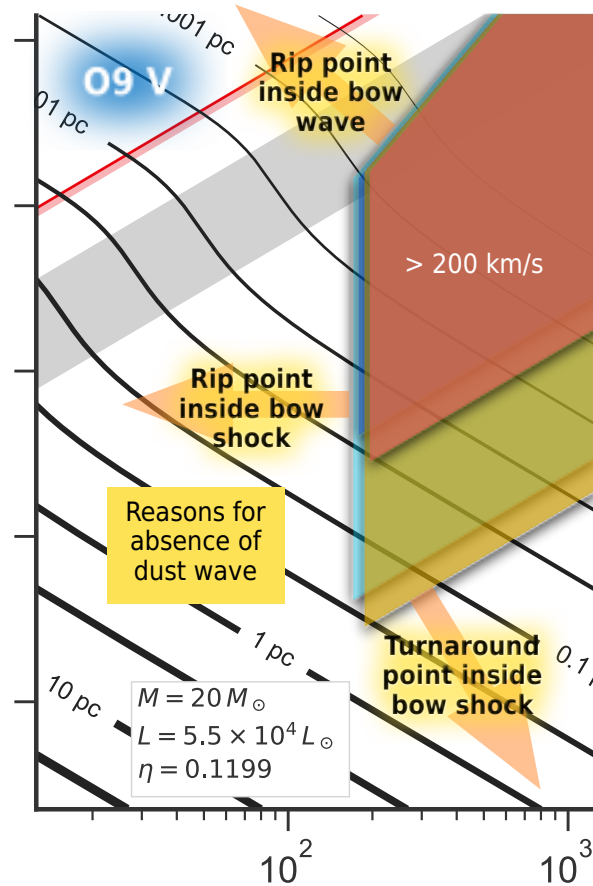 .001 pc
O9 V
Rip point
inside bow
wave
01 pc
> 200 km/s
Rip point
inside bow
shock
Reasons for
absence of
dust wave
Turnaround
point inside
bow shock
1 pc
0.1
10 pc
M = 20 M⊙
L = 5.5 × 10⁴ L⊙
η = 0.1199
10²
10³